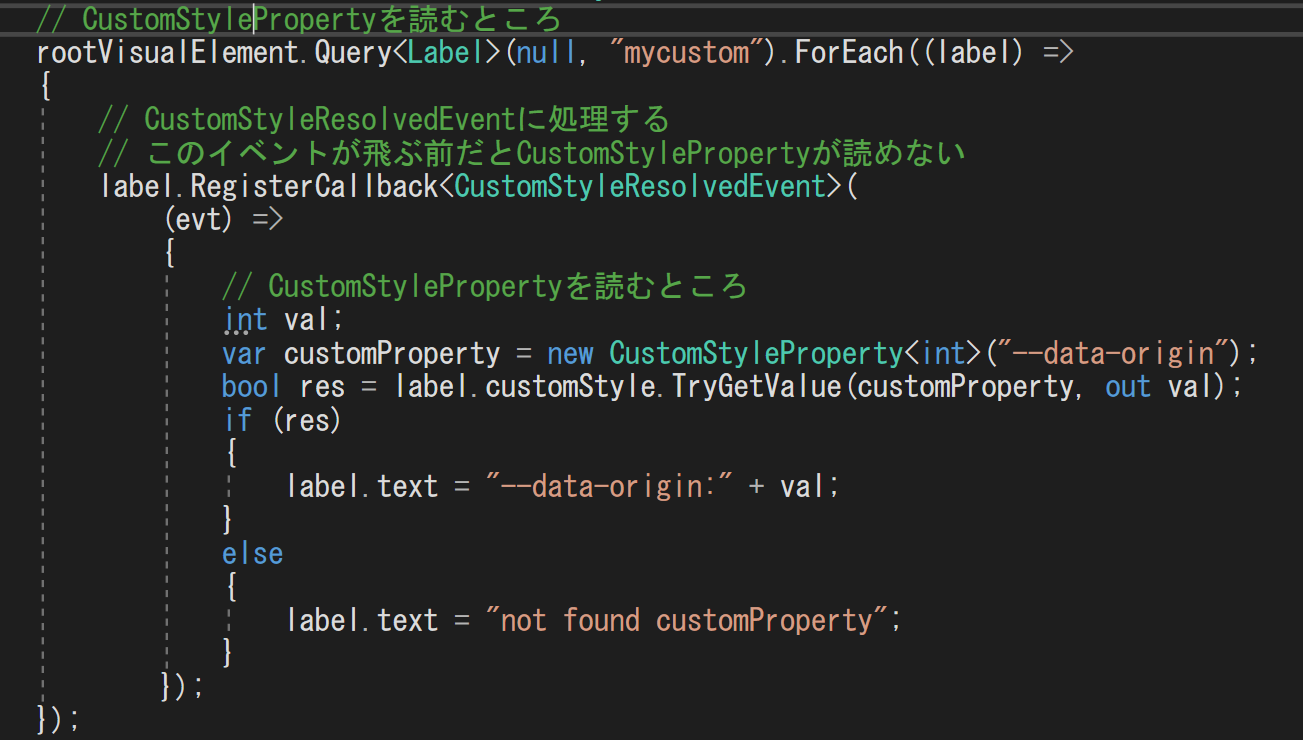 // CustomStylePropertyを読むところ
rootVisualElement.Query<Label>(null, "mycustom").ForEach((label) =>
{
// CustomStyleResolvedEventに処理する
// このイベントが飛ぶ前だとCustomStylePropertyが読めない
label.RegisterCallback<CustomStyleResolvedEvent>(
(evt) =>
{
// CustomStylePropertyを読むところ
int val;
var customProperty = new CustomStyleProperty<int>("--data-origin");
bool res = label.customStyle.TryGetValue(customProperty, out val);
if (res)
{
label.text = "--data-origin:" + val;
}
else
{
label.text = "not found customProperty";
}
});
});